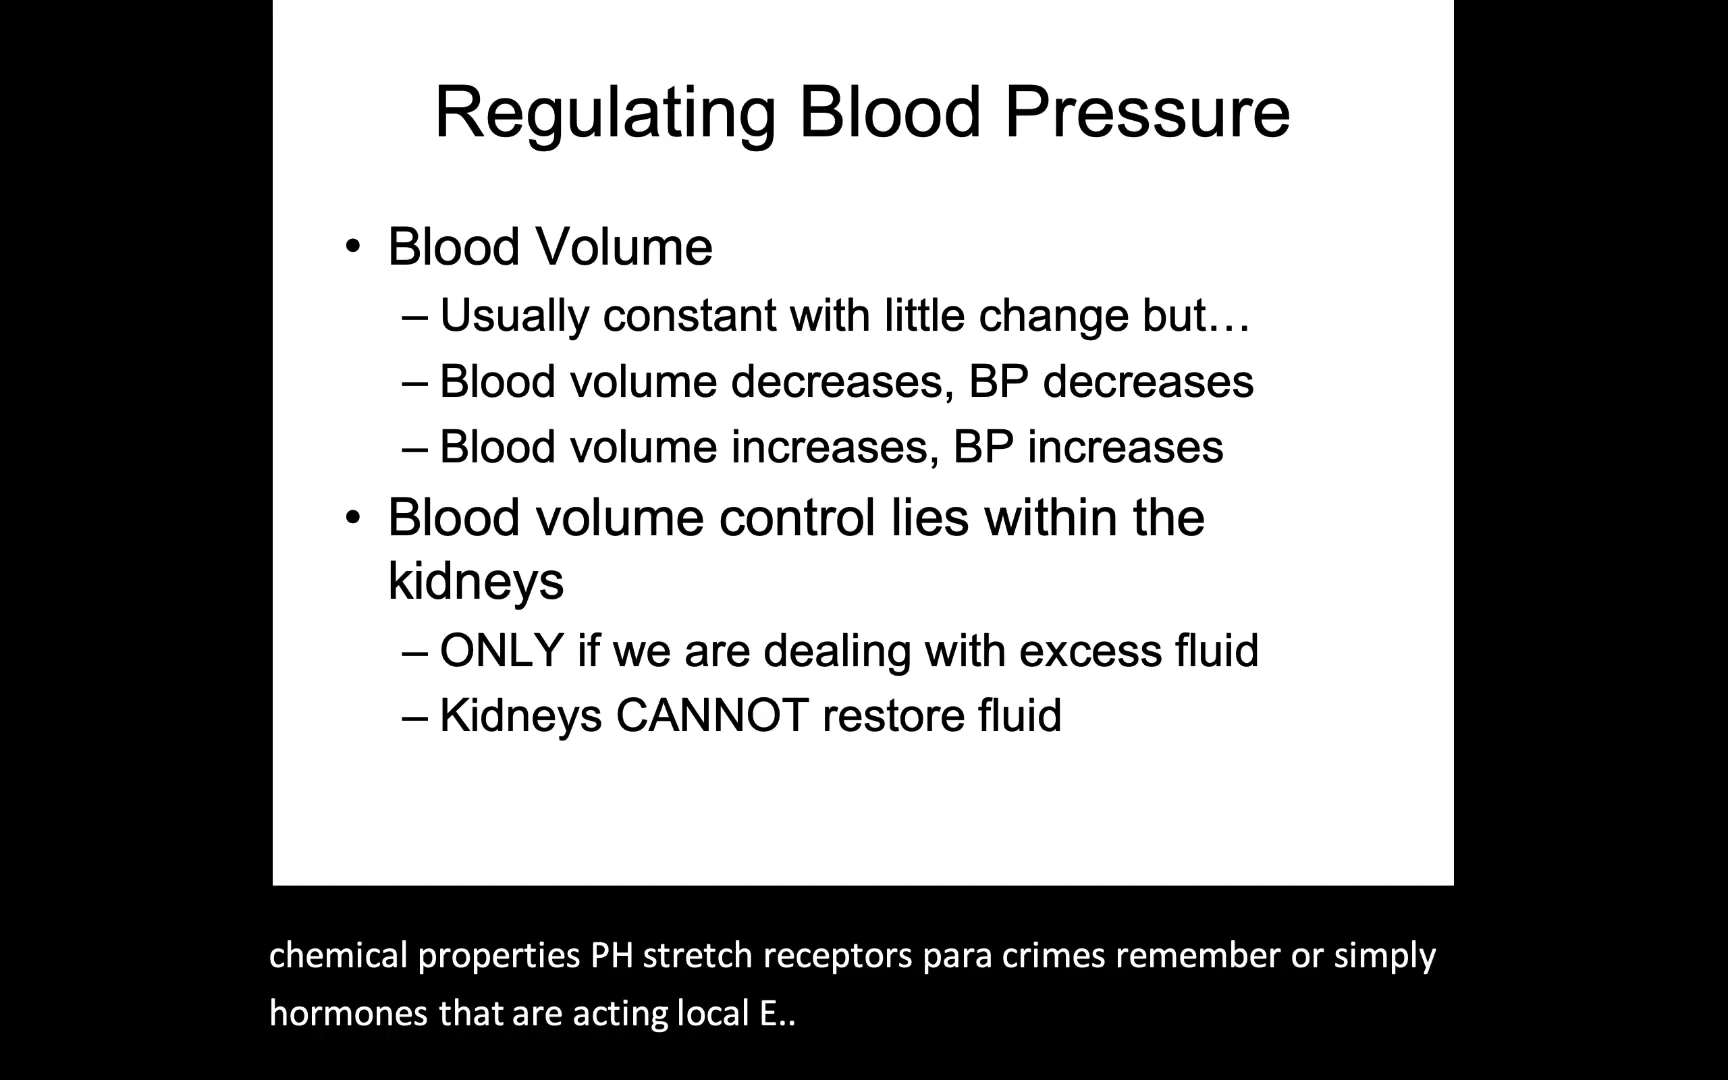 Regulating Blood Pressure
• Blood Volume
– Usually constant with little change but…
– Blood volume decreases, BP decreases
– Blood volume increases, BP increases
• Blood volume control lies within the
kidneys
– ONLY if we are dealing with excess fluid
– Kidneys CANNOT restore fluid
chemical properties PH stretch receptors para crimes remember or simply
hormones that are acting local E..